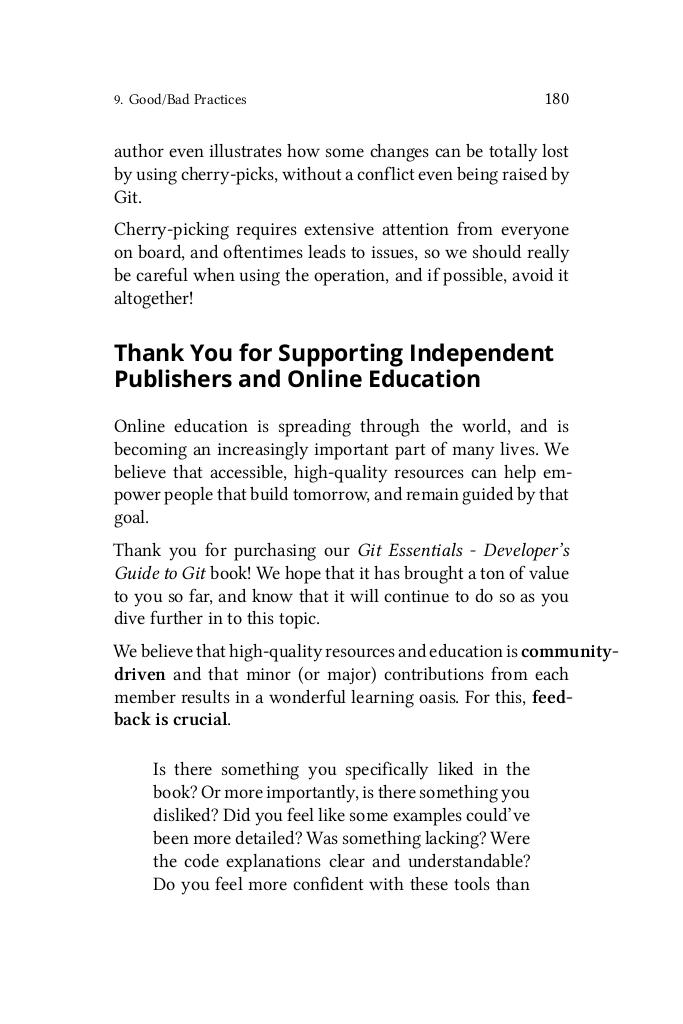 9. Good/Bad Practices 180
author even illustrates how some changes can be totally lost
by using cherry-picks, without a conflict even being raised by
Git.
Cherry-picking requires extensive attention from everyone
on board, and oftentimes leads to issues, so we should really
be careful when using the operation, and if possible, avoid it
altogether!
Thank You for Supporting Independent
Publishers and Online Education
Online education is spreading through the world, and is
becoming an increasingly important part of many lives. We
believe that accessible, high-quality resources can help em-
power people that build tomorrow, and remain guided by that
goal.
Thank you for purchasing our Git Essentials - Developer’s
Guide to Git book! We hope that it has brought a ton of value
to you so far, and know that it will continue to do so as you
dive further in to this topic.
We believe that high-quality resources and education is community-
driven and that minor (or major) contributions from each
member results in a wonderful learning oasis. For this, feed-
back is crucial.
Is there something you specifically liked in the
book? Or more importantly, is there something you
disliked? Did you feel like some examples could’ve
been more detailed? Was something lacking? Were
the code explanations clear and understandable?
Do you feel more confident with these tools than